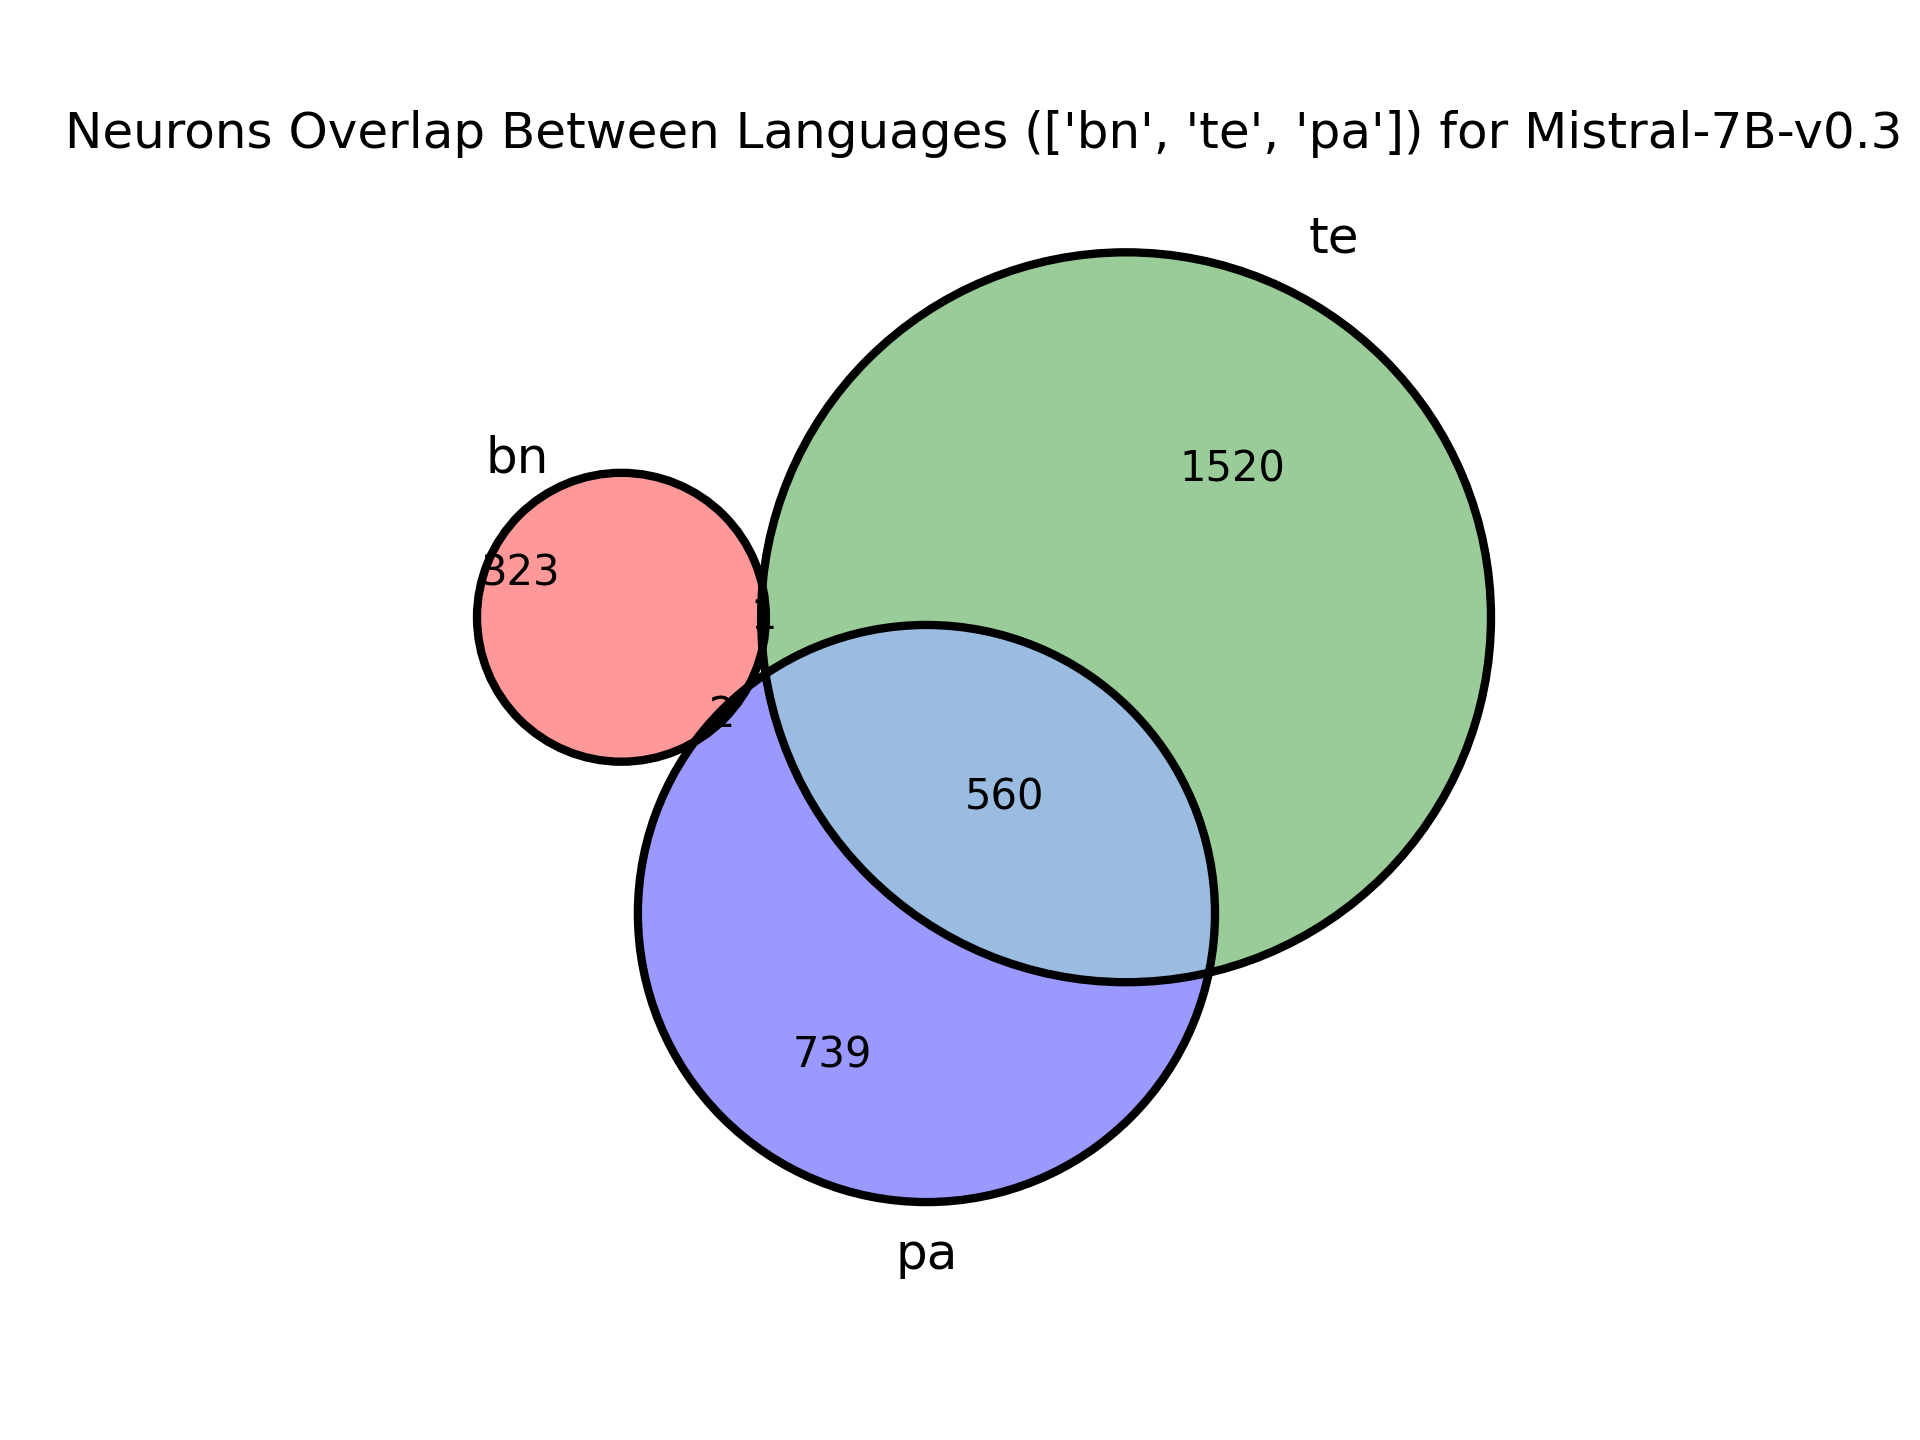 Neurons Overlap Between Languages (['bn', 'te', 'pa']) for Mistral-7B-v0.3
te
bn
1520
323
560
2
739
pa